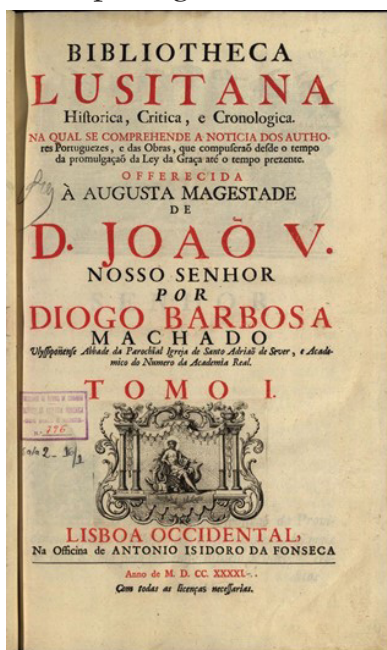 BIBLIOTHECA
LUSITANA
Historica, Critica, e Cronologica.
NA QUAL SE COMPREHENDE A NOTICIA DOS AUTHO-
res Portuguezes, e das Obras, que compuseraõ desde o tempo
da promulgaçaõ da Ley da Graça até o tempo prezente.
OFFERECIDA
À AUGUSTA MAGESTADE
DE
D. JOAÕ V.
NOSSO SENHOR
POR
DIOGO BARBOSA
MACHADO
Ulyssiponense Abbade da Parochial Igreja de Santo Adriaõ de Sever, e Acade-
mico do Numero da Academia Real.
TOMO I.
LISBOA OCCIDENTAL,
Na Officina de ANTONIO ISIDORO DA FONSECA
Anno de M. D. CC. XXXXI.
Com todas as licenças necessarias.